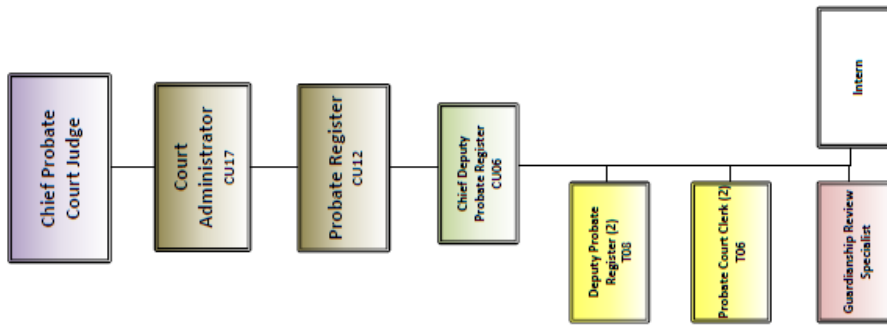 Chief Probate
Court Judge
Court
Administrator
CU17
Probate Register
CU12
Chief Deputy
Probate Register
CU06
Deputy Probate
Register (2)
T08
Probate Court Clerk (2)
T06
Guardianship Review
Specialist
Intern